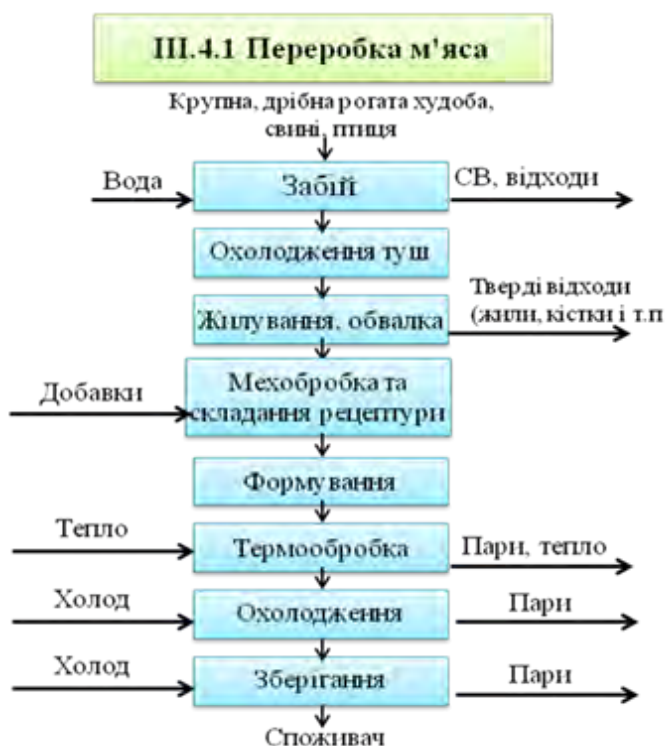 III.4.1 Переробка м'яса
Крупна, дрібна рогата худоба,
свині, птиця
Вода
Забій
СВ, відходи
Охолодження туш
Жилування, обвалка
Тверді відходи
(жили, кістки і т.п
Добавки
Мехобробка та
складання рецептури
Формування
Тепло
Термообробка
Пари, тепло
Холод
Охолодження
Пари
Холод
Зберігання
Пари
Споживач